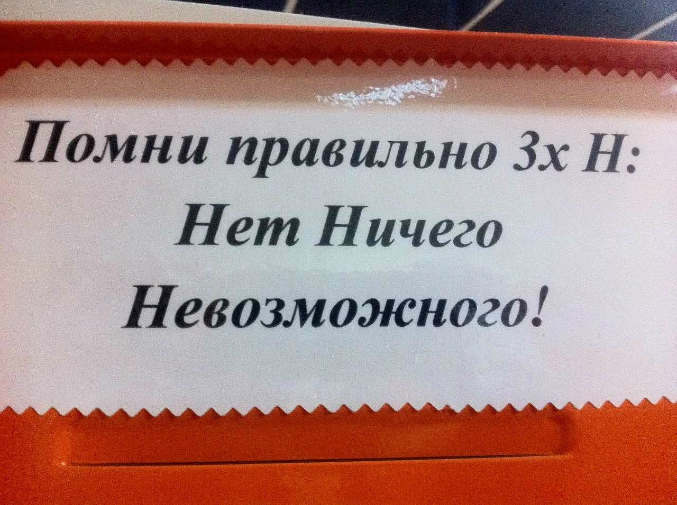 Помни правильно 3х Н:
Нет Ничего
Невозможного!